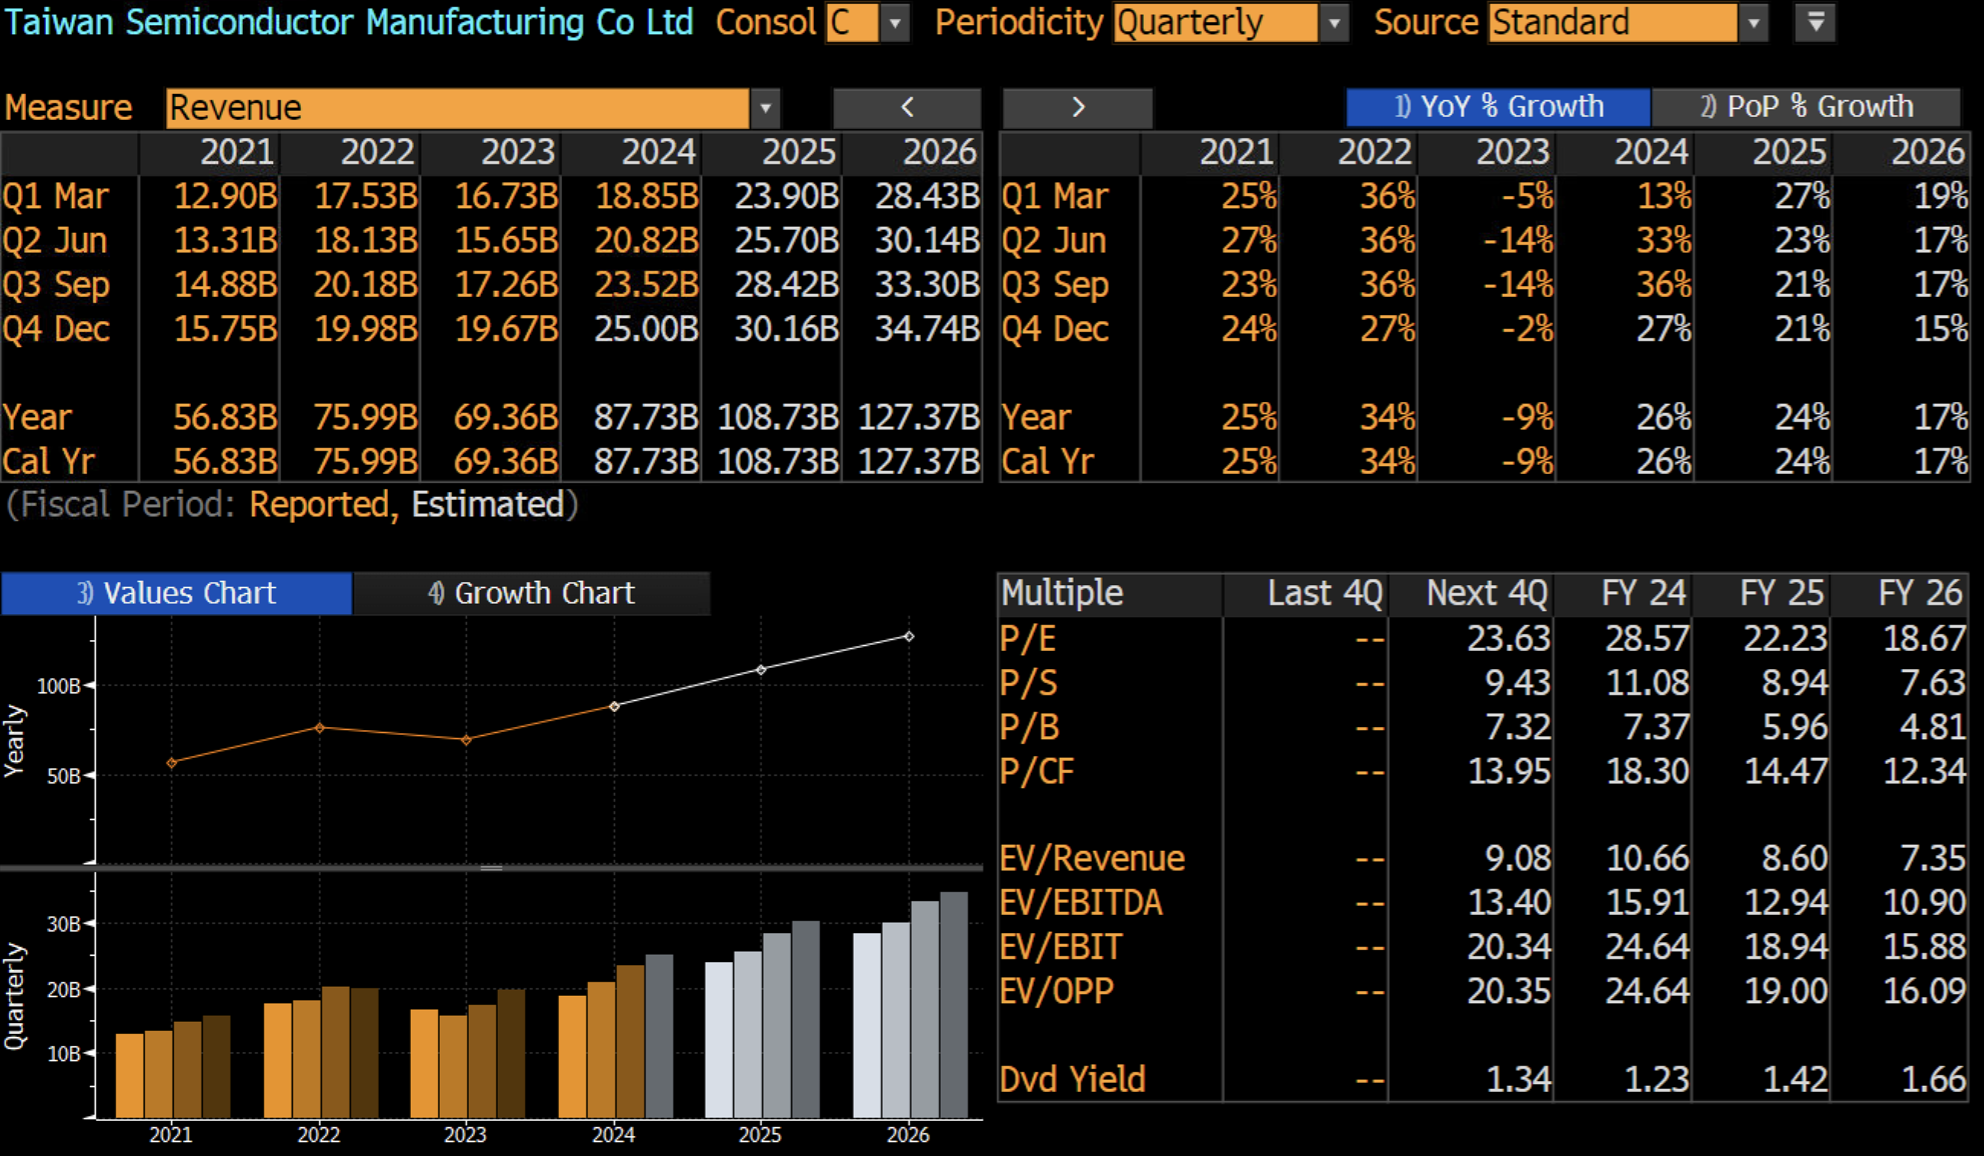 Taiwan Semiconductor Manufacturing Co Ltd Consol C Periodicity Quarterly Source Standard
Measure Revenue < > 1) YoY % Growth 2) PoP % Growth
2021 2022 2023 2024 2025 2026 2021 2022 2023 2024 2025 2026
Q1 Mar 12.90B 17.53B 16.73B 18.85B 23.90B 28.43B Q1 Mar 25% 36% -5% 13% 27% 19%
Q2 Jun 13.31B 18.13B 15.65B 20.82B 25.70B 30.14B Q2 Jun 27% 36% -14% 33% 23% 17%
Q3 Sep 14.88B 20.18B 17.26B 23.52B 28.42B 33.30B Q3 Sep 23% 36% -14% 36% 21% 17%
Q4 Dec 15.75B 19.98B 19.67B 25.00B 30.16B 34.74B Q4 Dec 24% 27% -2% 27% 21% 15%
Year 56.83B 75.99B 69.36B 87.73B 108.73B 127.37B Year 25% 34% -9% 26% 24% 17%
Cal Yr 56.83B 75.99B 69.36B 87.73B 108.73B 127.37B Cal Yr 25% 34% -9% 26% 24% 17%
(Fiscal Period: Reported, Estimated)
3) Values Chart 4) Growth Chart
Yearly
100B
50B
Quarterly
30B
20B
10B
2021 2022 2023 2024 2025 2026
Multiple Last 4Q Next 4Q FY 24 FY 25 FY 26
P/E -- 23.63 28.57 22.23 18.67
P/S -- 9.43 11.08 8.94 7.63
P/B -- 7.32 7.37 5.96 4.81
P/CF -- 13.95 18.30 14.47 12.34
EV/Revenue -- 9.08 10.66 8.60 7.35
EV/EBITDA -- 13.40 15.91 12.94 10.90
EV/EBIT -- 20.34 24.64 18.94 15.88
EV/OPP -- 20.35 24.64 19.00 16.09
Dvd Yield -- 1.34 1.23 1.42 1.66